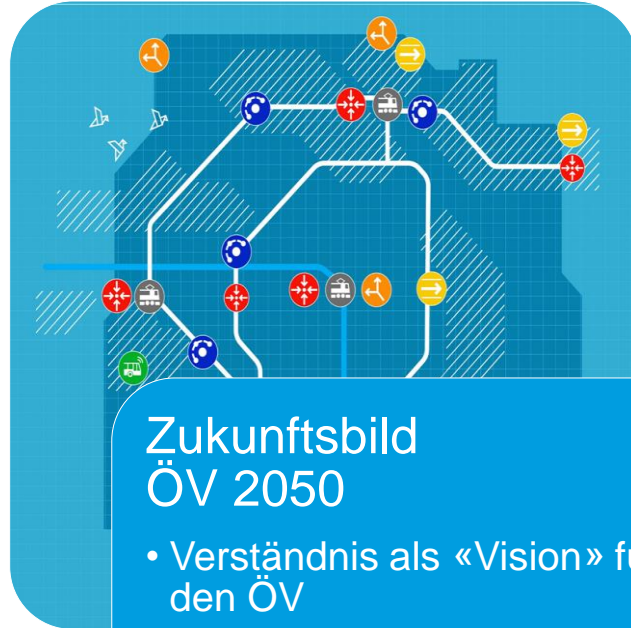 Zukunftsbild
ÖV 2050
• Verständnis als «Vision»
den ÖV